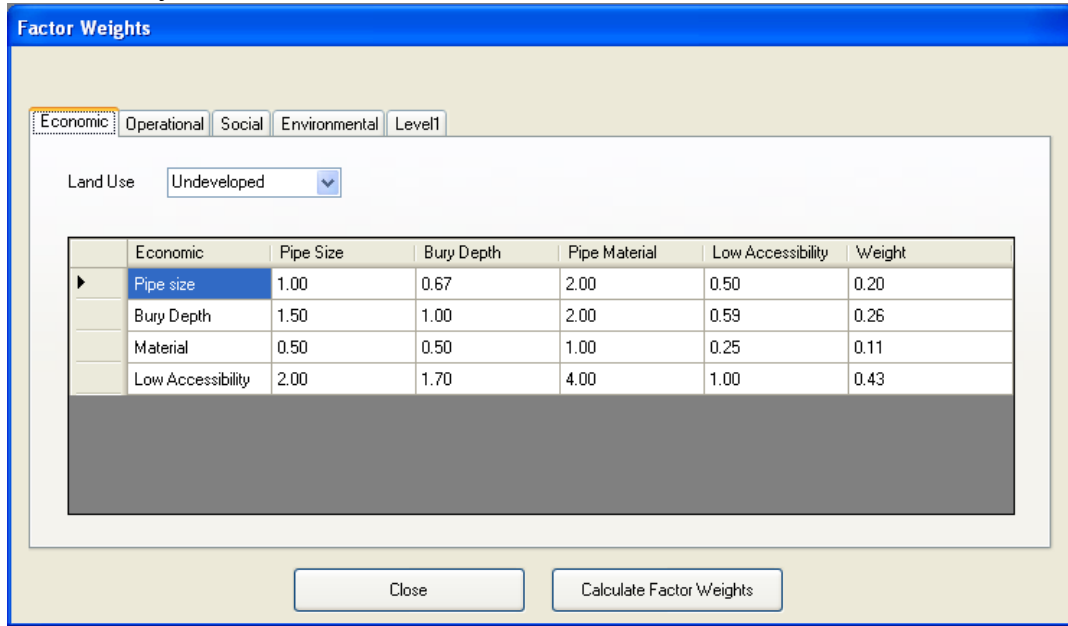 Factor Weights
Economic Operational Social Environmental Level1
Land Use Undeveloped
Economic Pipe Size Bury Depth Pipe Material Low Accessibility Weight
Pipe size 1.00 0.67 2.00 0.50 0.20
Bury Depth 1.50 1.00 2.00 0.59 0.26
Material 0.50 0.50 1.00 0.25 0.11
Low Accessibility 2.00 1.70 4.00 1.00 0.43
Close Calculate Factor Weights